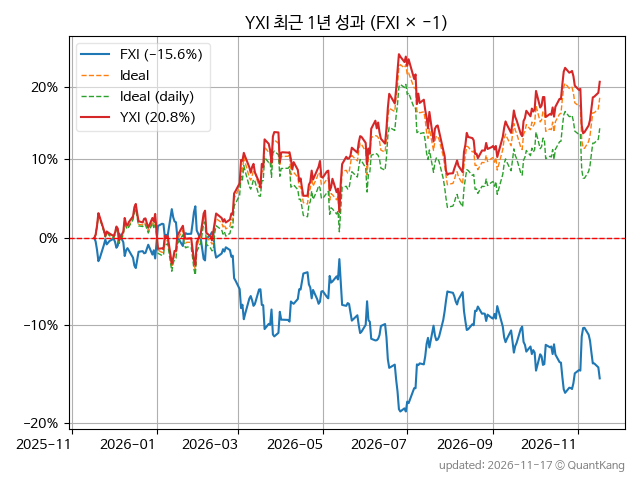 YXI 최근 1년 성과 (FXI × −1)
FXI (−15.6%)
Ideal
Ideal (daily)
YXI (20.8%)
20%
10%
0%
−10%
−20%
2025−11 2026−01 2026−03 2026−05 2026−07 2026−09 2026−11
updated: 2026−11−17 © QuantKang